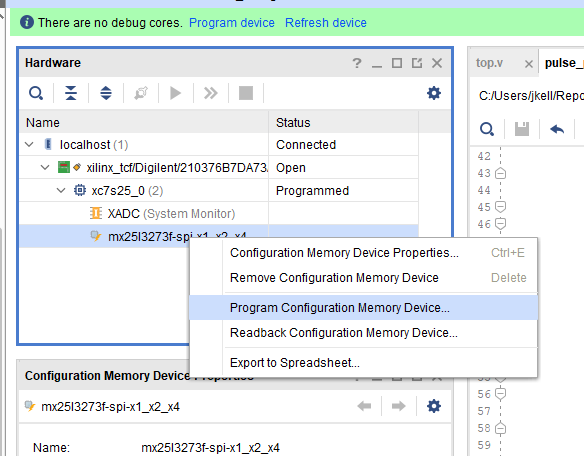 There are no debug cores. Program device Refresh device
Hardware
Name Status
localhost (1) Connected
xilinx_tcf/Digilent/210376B7DA73/ Open
xc7s25_0 (2) Programmed
XADC (System Monitor)
mx25l3273f-spi-x1_x2_x4
Configuration Memory Device Properties... Ctrl+E
Remove Configuration Memory Device Delete
Program Configuration Memory Device...
Readback Configuration Memory Device...
Export to Spreadsheet...
Configuration Memory Device Properties
mx25l3273f-spi-x1_x2_x4
Name: mx25l3273f-spi-x1_x2_x4
top.v pulse_
C:/Users/jkell/Repo
42
43
44
45
46
55
56
57
58
59